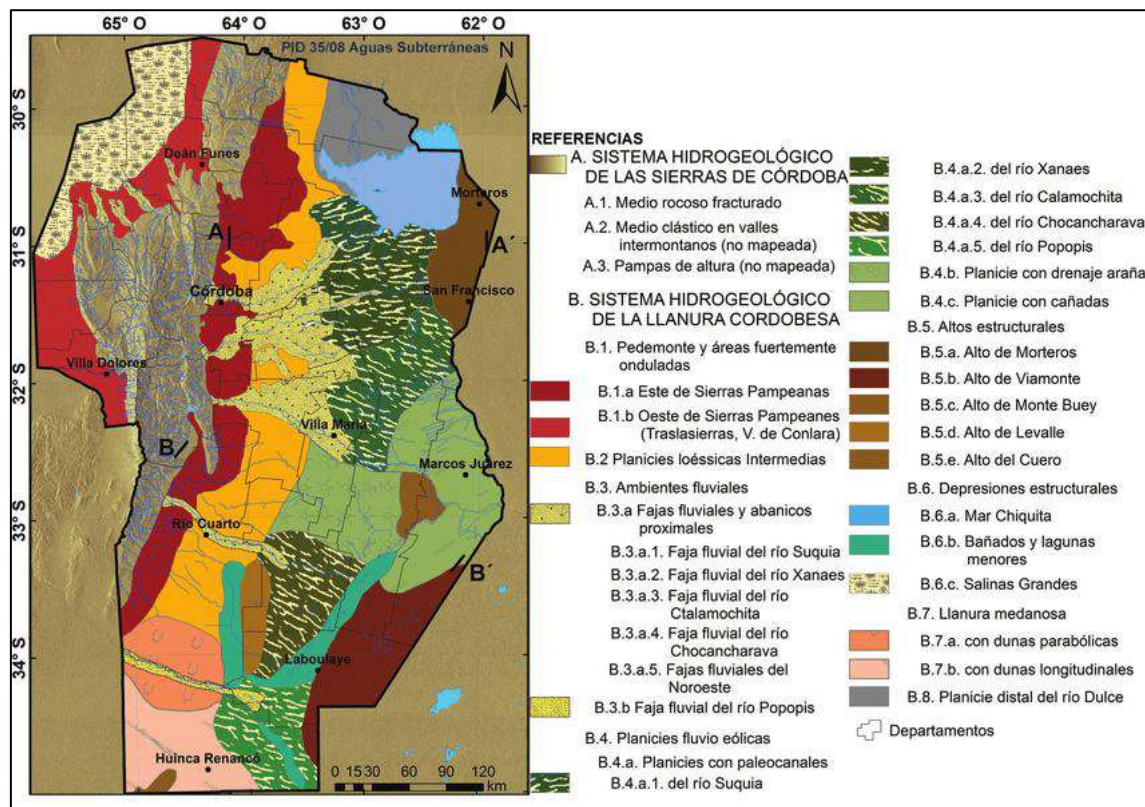 65° O 64° O 63° O 62° O
PID 35/08 Aguas Subterráneas
N
30° S
31° S
32° S
33° S
34° S
Deán Funes
Morteros
A A´
Córdoba
San Francisco
Villa Dolores
Villa María
B
Marcos Juárez
Río Cuarto
B´
Laboulaye
Huinca Renancó
0 15 30 60 90 120
km
REFERENCIAS
A. SISTEMA HIDROGEOLÓGICO
DE LAS SIERRAS DE CÓRDOBA
A.1. Medio rocoso fracturado
A.2. Medio clástico en valles
intermontanos (no mapeada)
A.3. Pampas de altura (no mapeada)
B. SISTEMA HIDROGEOLÓGICO
DE LA LLANURA CORDOBESA
B.1. Pedemonte y áreas fuertemente
onduladas
B.1.a Este de Sierras Pampeanas
B.1.b Oeste de Sierras Pampeanes
(Traslasierras, V. de Conlara)
B.2 Planicies loéssicas Intermedias
B.3. Ambientes fluviales
B.3.a Fajas fluviales y abanicos
proximales
B.3.a.1. Faja fluvial del río Suquia
B.3.a.2. Faja fluvial del río Xanaes
B.3.a.3. Faja fluvial del río
Ctalamochita
B.3.a.4. Faja fluvial del río
Chocancharava
B.3.a.5. Fajas fluviales del
Noroeste
B.3.b Faja fluvial del río Popopis
B.4. Planicies fluvio eólicas
B.4.a. Planicies con paleocanales
B.4.a.1. del río Suquia
B.4.a.2. del río Xanaes
B.4.a.3. del río Calamochita
B.4.a.4. del río Chocancharava
B.4.a.5. del río Popopis
B.4.b. Planicie con drenaje araña
B.4.c. Planicie con cañadas
B.5. Altos estructurales
B.5.a. Alto de Morteros
B.5.b. Alto de Viamonte
B.5.c. Alto de Monte Buey
B.5.d. Alto de Levalle
B.5.e. Alto del Cuero
B.6. Depresiones estructurales
B.6.a. Mar Chiquita
B.6.b. Bañados y lagunas
menores
B.6.c. Salinas Grandes
B.7. Llanura medanosa
B.7.a. con dunas parabólicas
B.7.b. con dunas longitudinales
B.8. Planicie distal del río Dulce
Departamentos